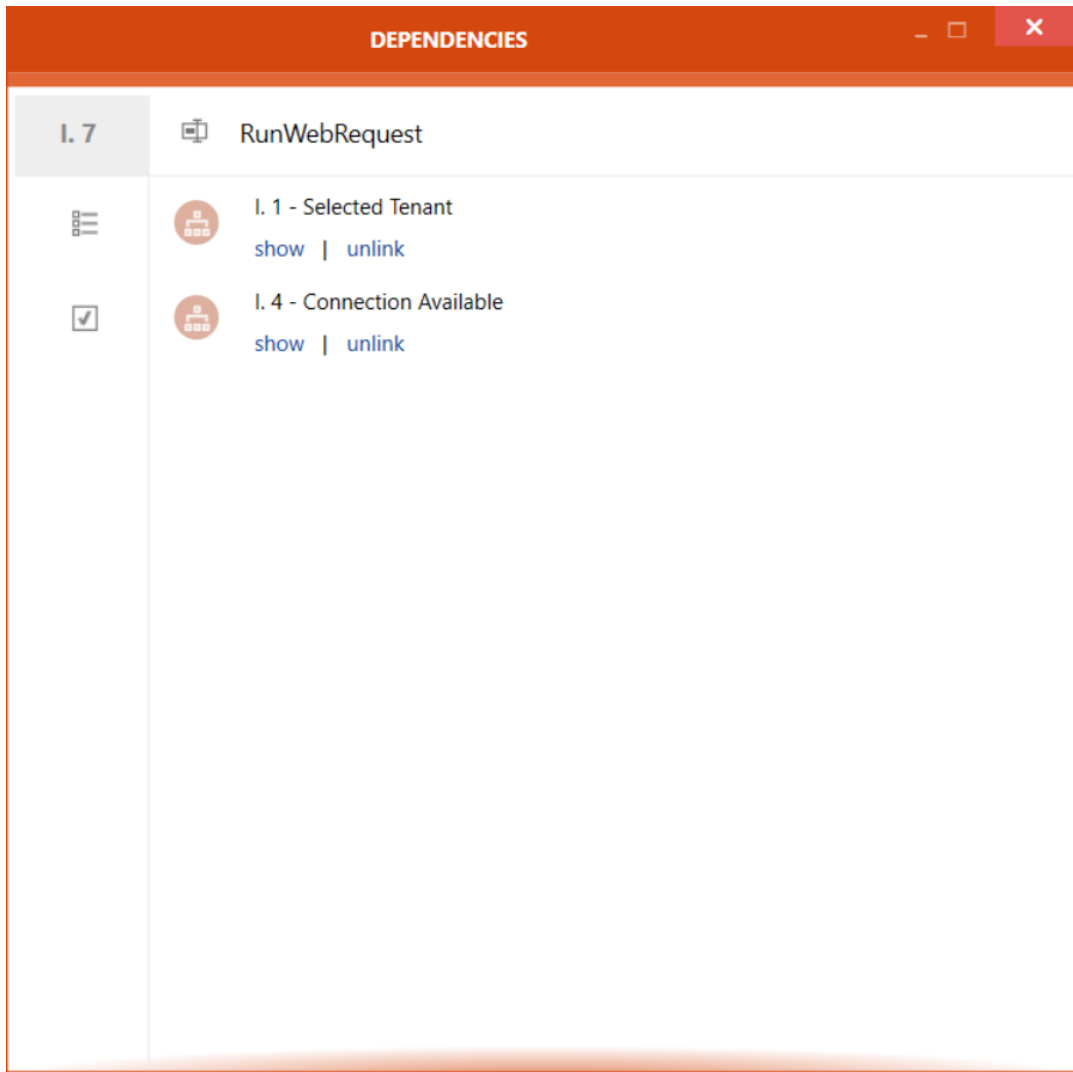 DEPENDENCIES
I. 7 RunWebRequest
I. 1 - Selected Tenant
show | unlink
I. 4 - Connection Available
show | unlink